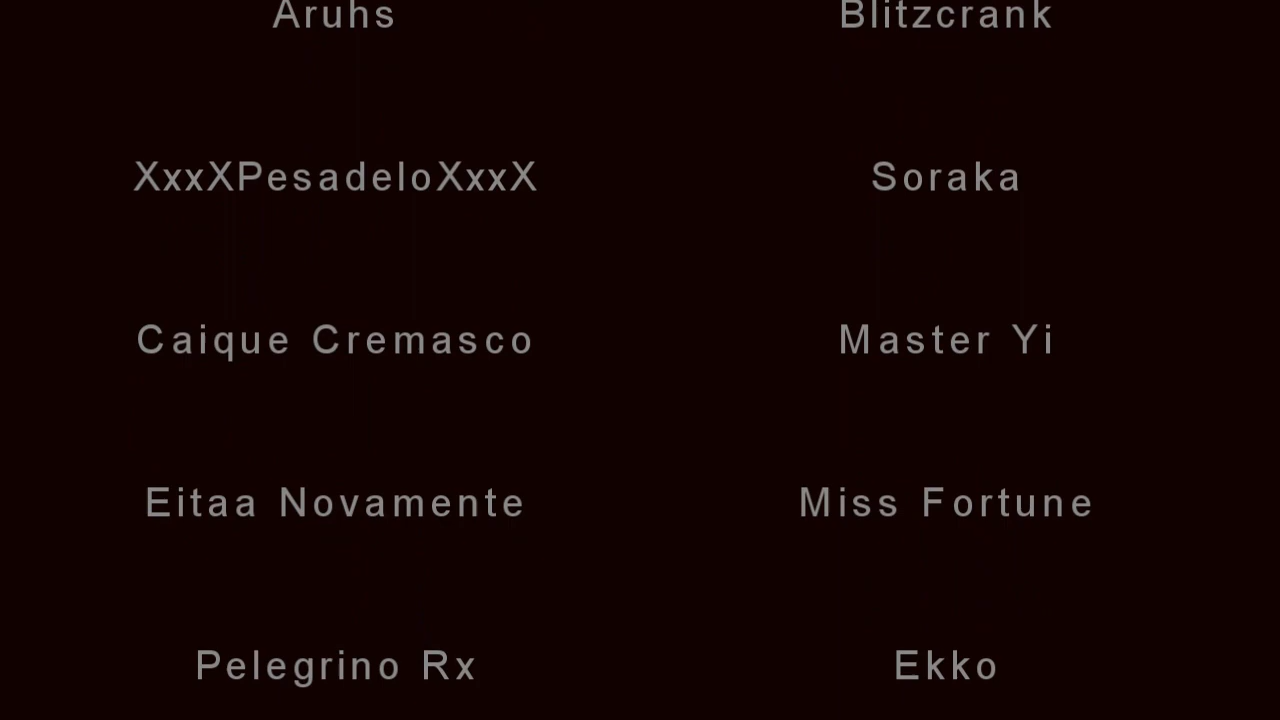 Aruhs Blitzcrank
XxxXPesadeloXxxX Soraka
Caique Cremasco Master Yi
Eitaa Novamente Miss Fortune
Pelegrino Rx Ekko